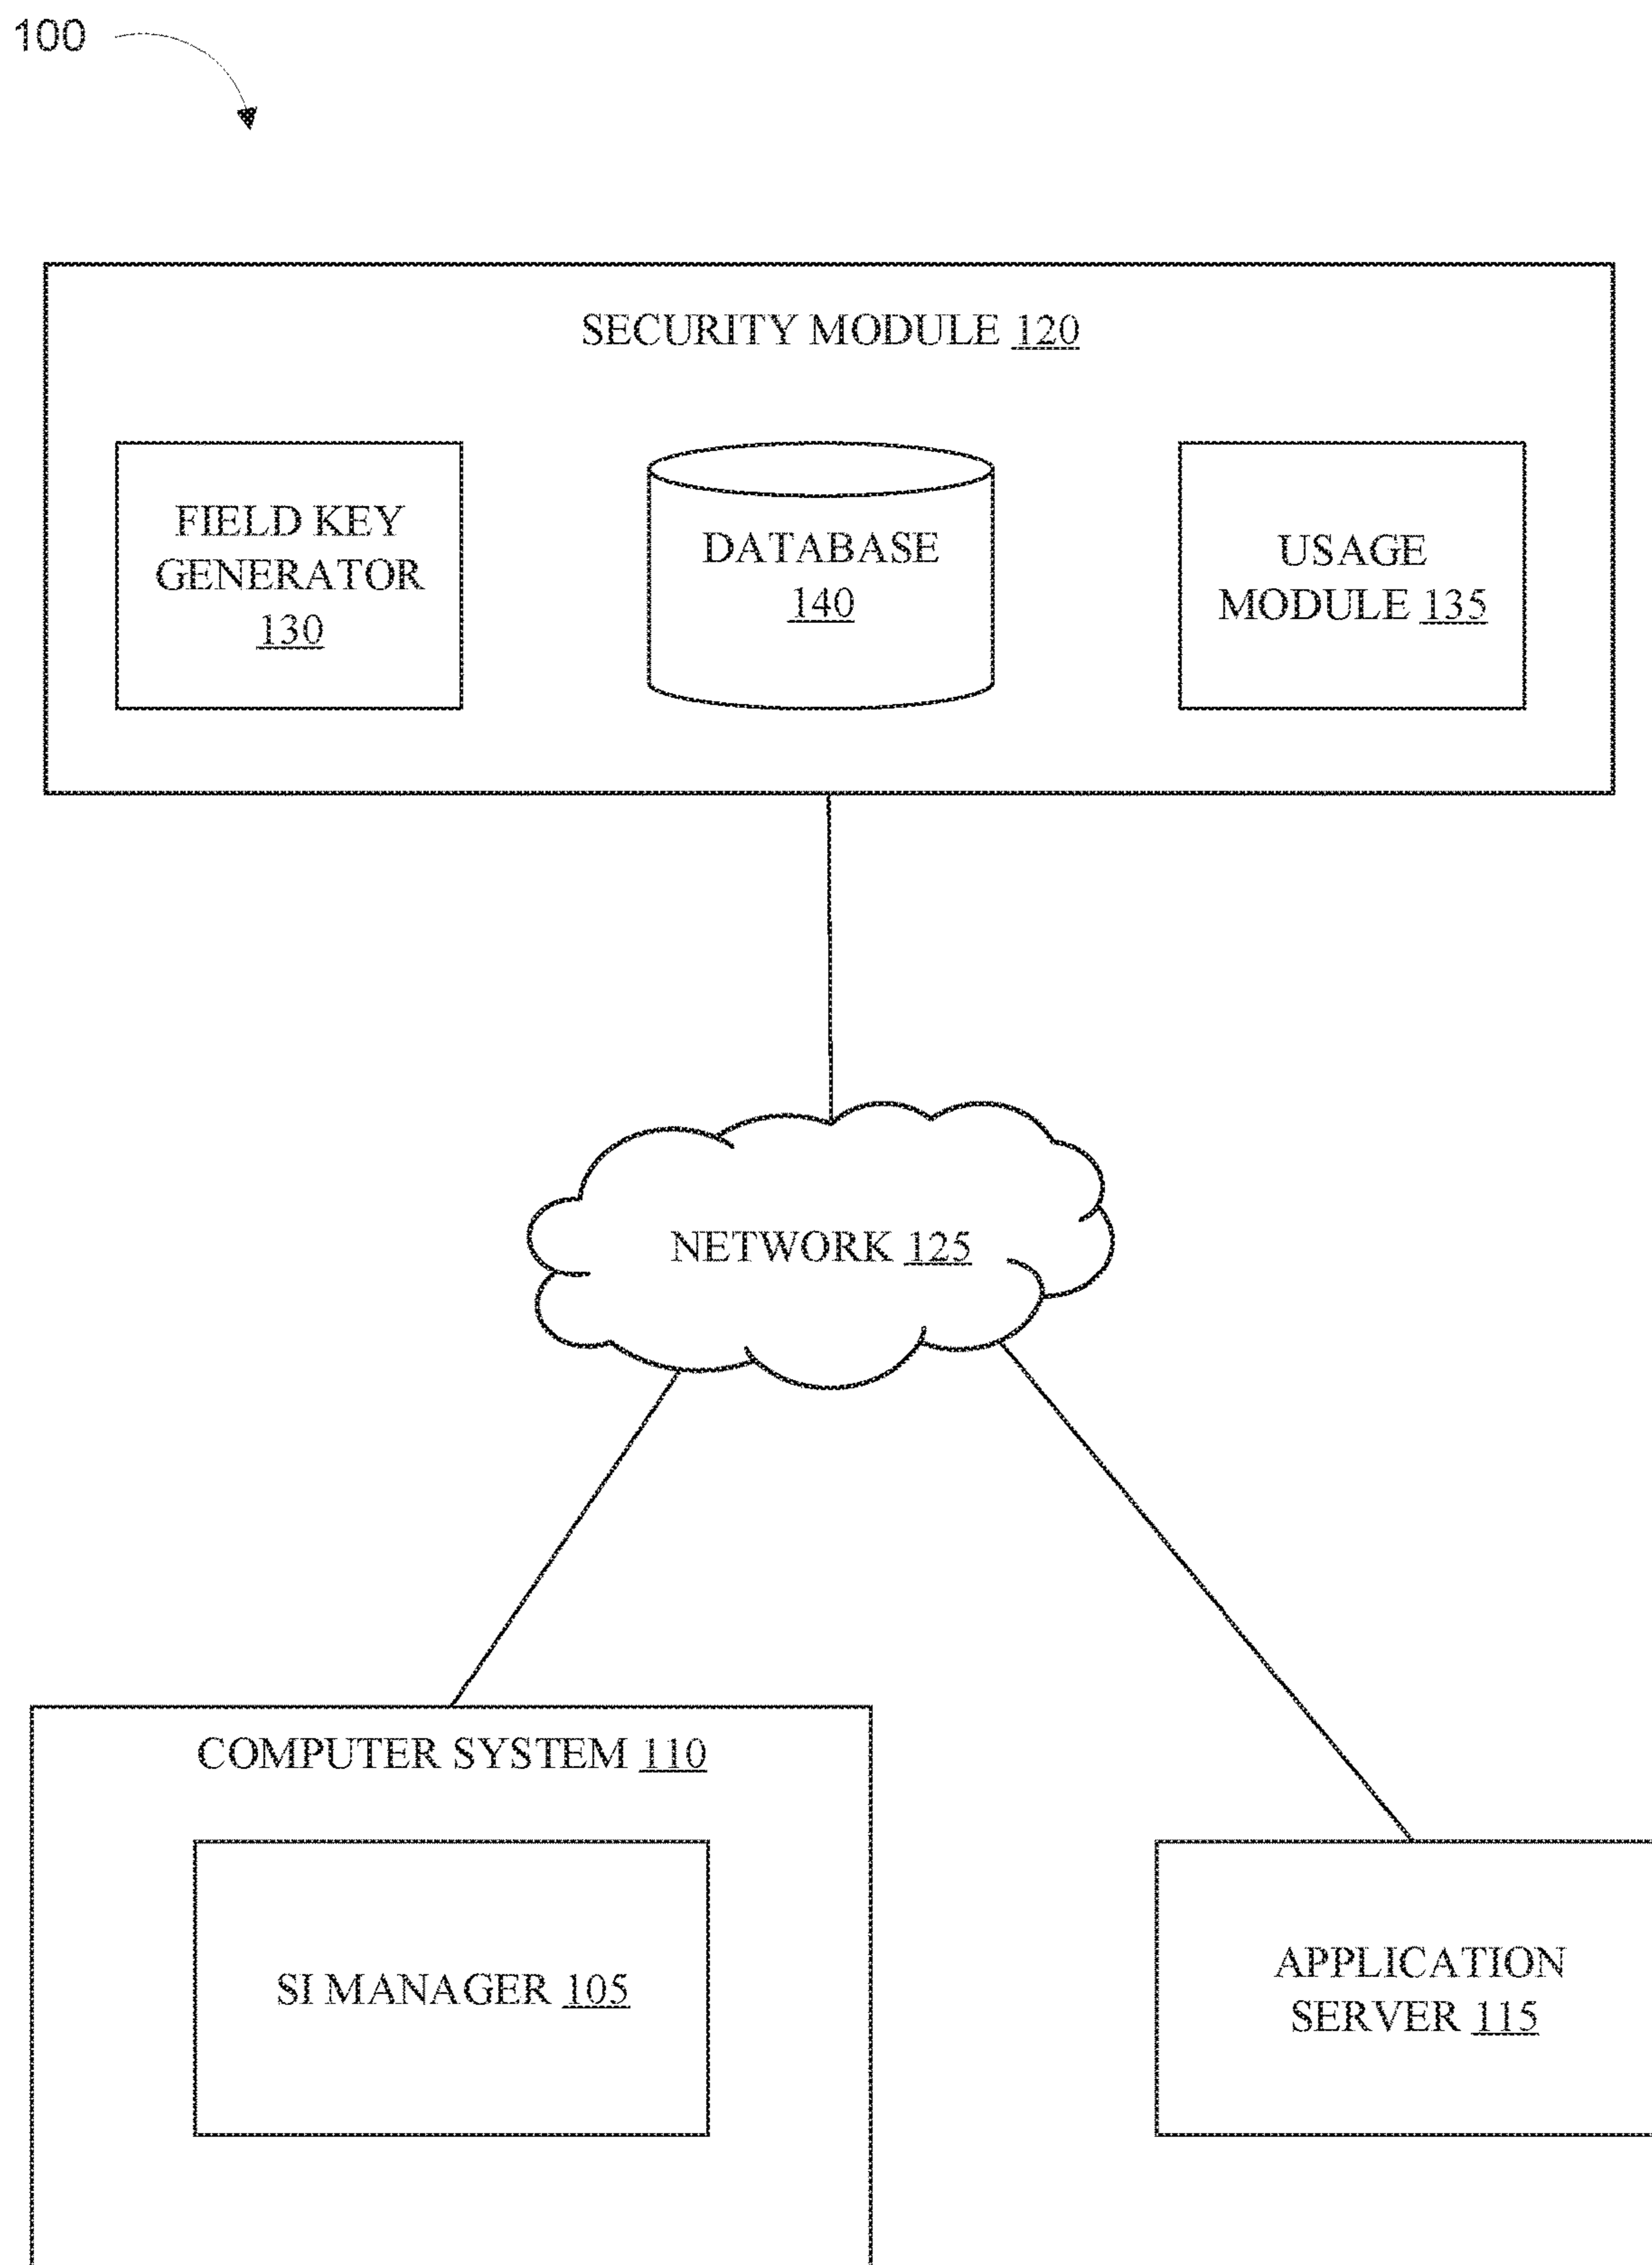 100
SECURITY MODULE 120
FIELD KEY
GENERATOR
130
DATABASE
140
USAGE
MODULE 135
NETWORK 125
COMPUTER SYSTEM 110
SI MANAGER 105
APPLICATION
SERVER 115